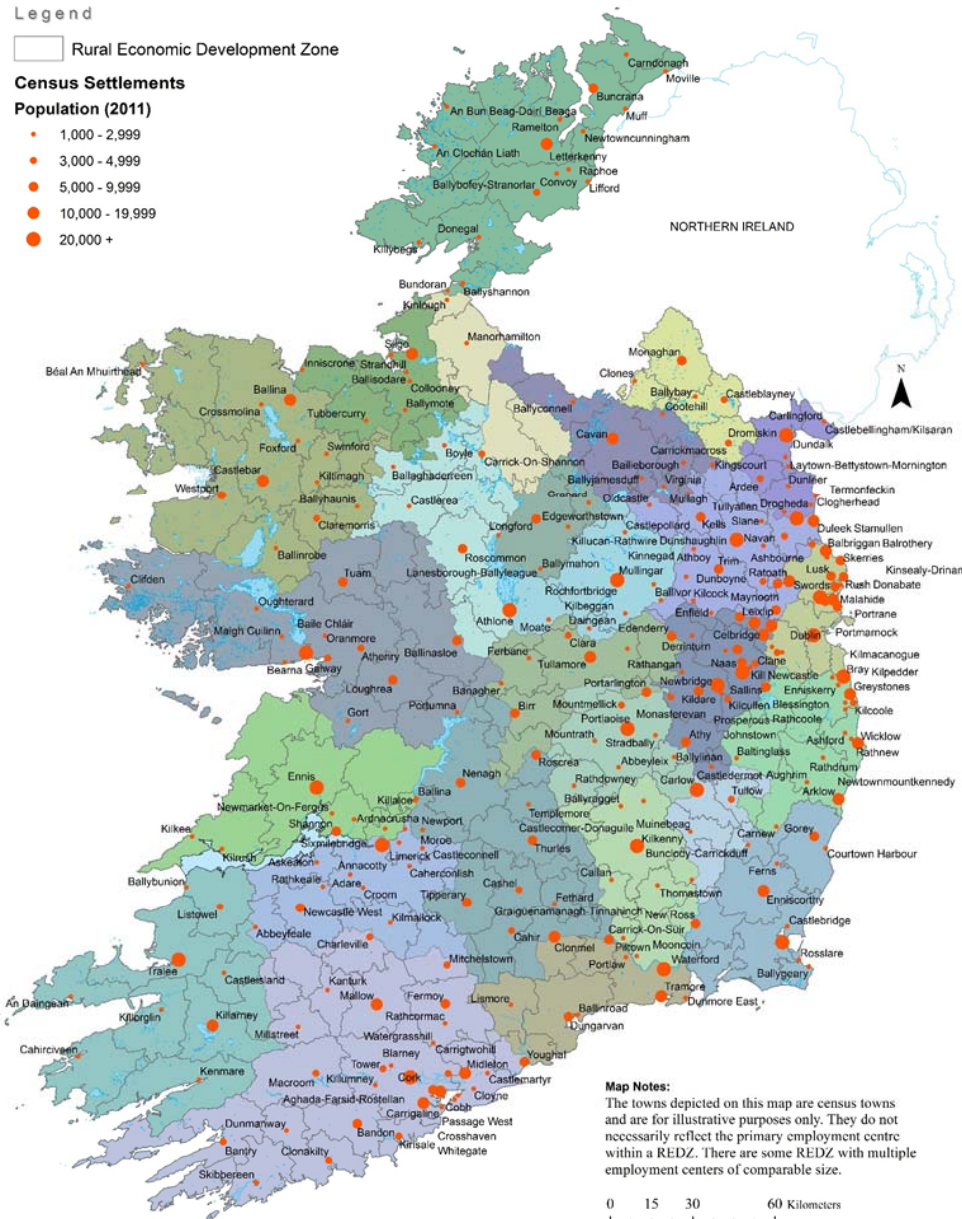 Legend
Rural Economic Development Zone
Census Settlements
Population (2011)
1,000 - 2,999
3,000 - 4,999
5,000 - 9,999
10,000 - 19,999
20,000 +
Carndonagh
Moville
Buncrana
An Bun Beag-Doirí Beaga
Muff
Ramelton
Newtowncunningham
An Clochán Liath
Letterkenny
Raphoe
Ballybofey-Stranorlar
Convoy
Lifford
NORTHERN IRELAND
Donegal
Killybegs
Bundoran
Ballyshannon
Kinlough
Manorhamilton
Sligo
Monaghan
N
Béal An Mhuirthead
Inniscrone
Strandhill
Clones
Ballisodare
Collooney
Ballybay
Castleblayney
Ballina
Ballymote
Ballyconnell
Cootehill
Crossmolina
Tubbercurry
Carlingford
Castlebellingham/Kilsaran
Cavan
Dromiskin
Foxford
Swinford
Boyle
Carrick-On-Shannon
Carrickmacross
Dundalk
Bailieborough
Kingscourt
Laytown-Bettystown-Mornington
Castlebar
Kiltimagh
Ballaghaderreen
Ballyjamesduff
Virginia
Ardee
Dunleer
Westport
Ballyhaunis
Castlerea
Granard
Oldcastle
Mullagh
Termonfeckin
Tullyallen
Drogheda
Clogherhead
Claremorris
Longford
Edgeworthstown
Castlepollard
Kells
Slane
Duleek
Stamullen
Killucan-Rathwire
Dunshaughlin
Navan
Balbriggan
Balrothery
Ballinrobe
Roscommon
Kinnegad
Athboy
Ashbourne
Skerries
Clifden
Tuam
Lanesborough-Ballyleague
Ballymahon
Mullingar
Trim
Lusk
Kinsealy-Drinan
Dunboyne
Ratoath
Swords
Rush
Donabate
Oughterard
Rochfortbridge
Ballivor
Kilcock
Maynooth
Malahide
Baile Chláir
Kilbeggan
Enfield
Leixlip
Portrane
Maigh Cuilinn
Oranmore
Athlone
Moate
Daingean
Edenderry
Celbridge
Dublin
Portmarnock
Athenry
Ballinasloe
Ferbane
Clara
Derrinturn
Kilmacanogue
Bearna
Galway
Tullamore
Rathangan
Naas
Clane
Bray
Kilpedder
Loughrea
Banagher
Portarlington
Newbridge
Kill
Newcastle
Enniskerry
Greystones
Gort
Portumna
Birr
Mountmellick
Kildare
Sallins
Blessington
Kilcoole
Portlaoise
Monasterevan
Kilcullen
Prosperous
Rathcoole
Mountrath
Stradbally
Athy
Johnstown
Ashford
Wicklow
Rathnew
Roscrea
Abbeyleix
Ballylinan
Baltinglass
Rathdrum
Nenagh
Rathdowney
Carlow
Castledermot
Aughrim
Newtownmountkennedy
Ennis
Ballina
Ballyragget
Tullow
Arklow
Newmarket-On-Fergus
Killaloe
Templemore
Shannon
Ardnacrusha
Newport
Castlecomer-Donaguile
Muinebeag
Carnew
Gorey
Kilkee
Sixmilebridge
Moroe
Thurles
Kilkenny
Kilrush
Askeaton
Limerick
Castleconnell
Bunclody-Carrickduff
Courtown Harbour
Annacotty
Caherconlish
Ferns
Ballybunion
Rathkeale
Adare
Croom
Tipperary
Cashel
Callan
Thomastown
Enniscorthy
Listowel
Newcastle West
Kilmallock
Fethard
Graiguenamanagh-Tinnahinch
New Ross
Castlebridge
Abbeyfeale
Charleville
Cahir
Clonmel
Carrick-On-Suir
Rosslare
Tralee
Mitchelstown
Piltown
Mooncoin
Portlaw
Waterford
Ballygeary
An Daingean
Castleisland
Kanturk
Tramore
Killorglin
Mallow
Fermoy
Lismore
Dunmore East
Killarney
Rathcormac
Ballinroad
Millstreet
Watergrasshill
Dungarvan
Cahirciveen
Blarney
Carrigtwohill
Youghal
Kenmare
Tower
Midleton
Macroom
Killumney
Cork
Castlemartyr
Aghada-Farsid-Rostellan
Cloyne
Carrigaline
Cobh
Dunmanway
Passage West
Bandon
Crosshaven
Bantry
Kinsale
Whitegate
Clonakilty
Skibbereen
Map Notes:
The towns depicted on this map are census towns
and are for illustrative purposes only. They do not
necessarily reflect the primary employment centre
within a REDZ. There are some REDZ with multiple
employment centers of comparable size.
0 15 30 60 Kilometers